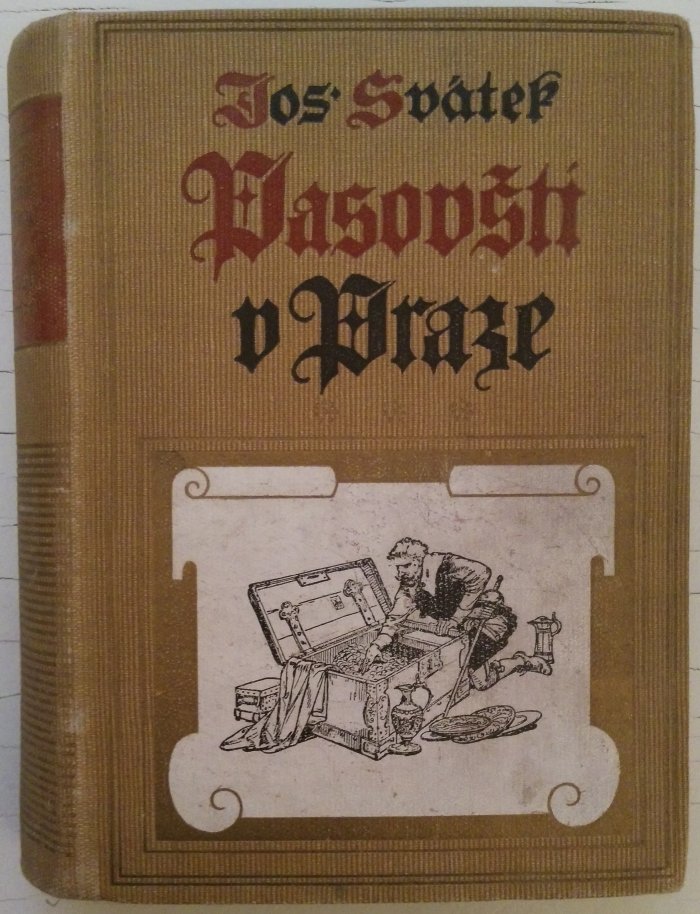 Jos. Svátek
Pasovští
v Praze